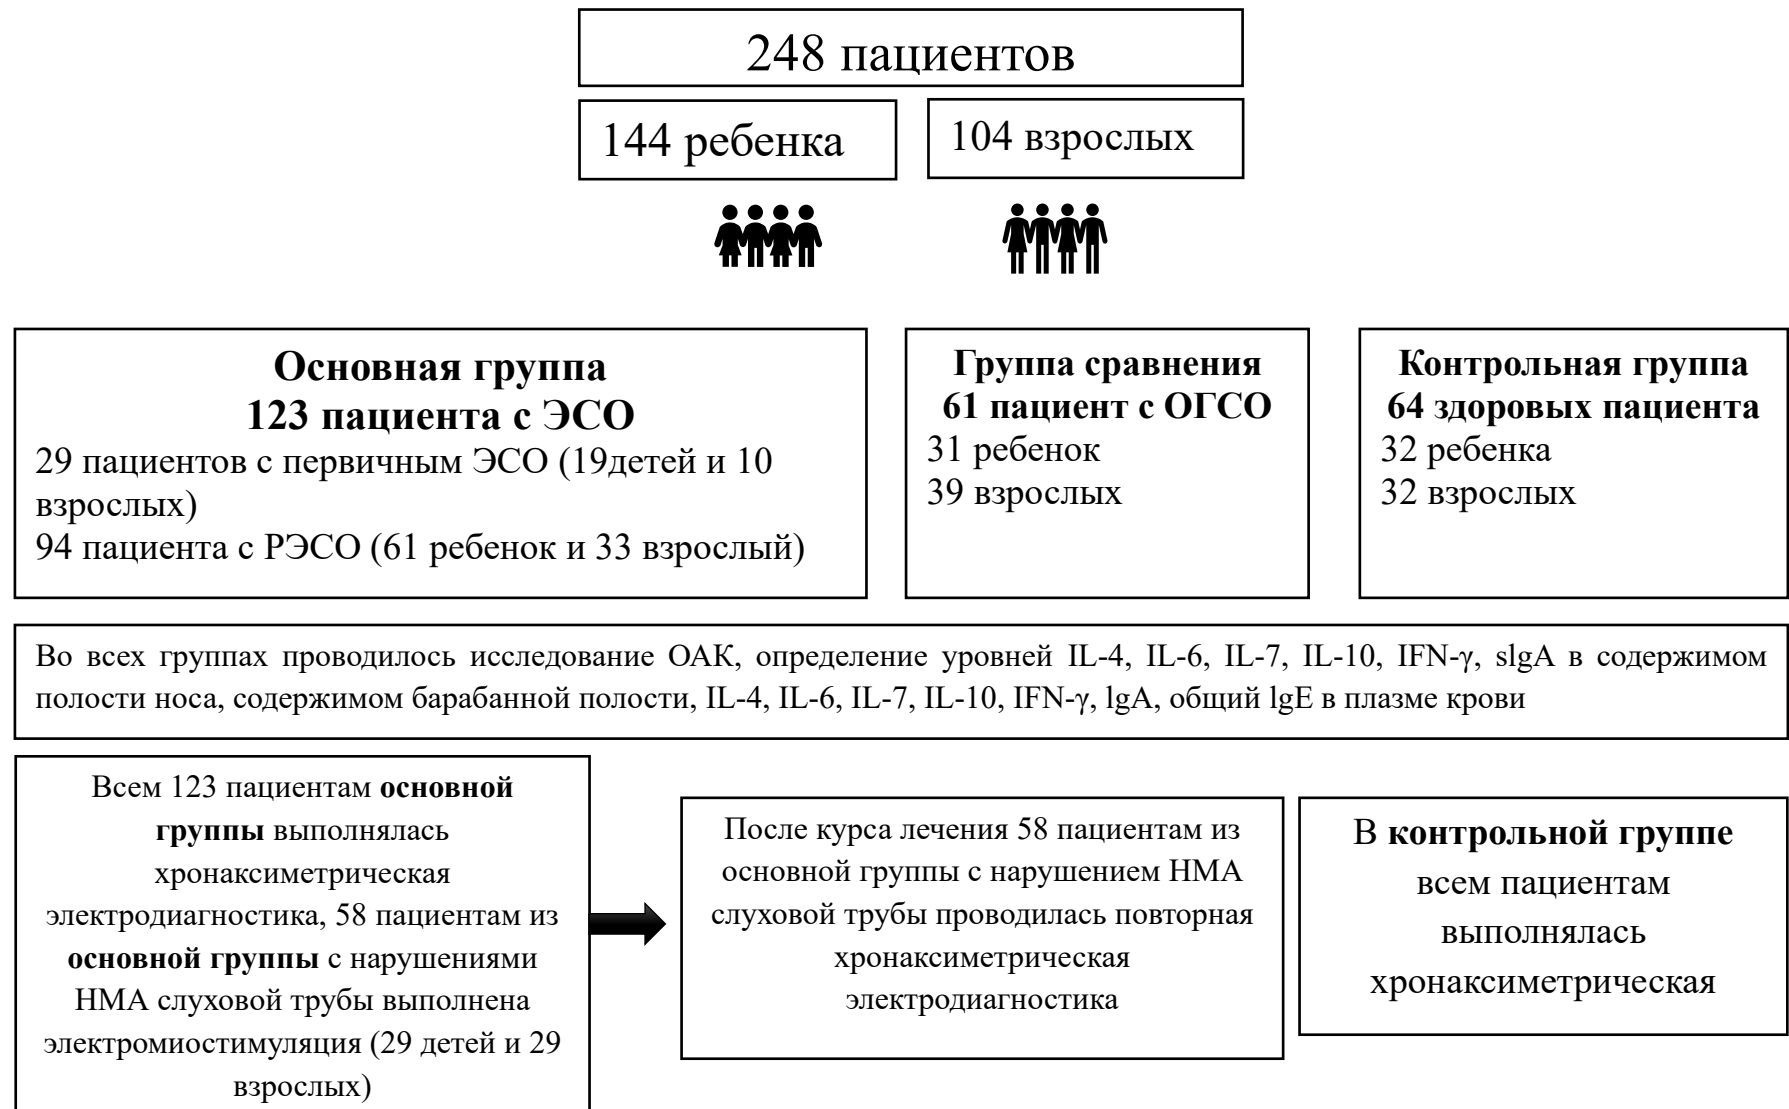 248 пациентов
144 ребенка
104 взрослых
Основная группа
123 пациента с ЭСО
29 пациентов с первичным ЭСО (19детей и 10
взрослых)
94 пациента с РЭСО (61 ребенок и 33 взрослый)
Группа сравнения
61 пациент с ОГСО
31 ребенок
39 взрослых
Контрольная группа
64 здоровых пациента
32 ребенка
32 взрослых
Во всех группах проводилось исследование ОАК, определение уровней IL-4, IL-6, IL-7, IL-10, IFN-γ, slgA в содержимом
полости носа, содержимом барабанной полости, IL-4, IL-6, IL-7, IL-10, IFN-γ, lgA, общий lgE в плазме крови
Всем 123 пациентам основной
группы выполнялась
хронаксиметрическая
электродиагностика, 58 пациентам из
основной группы с нарушениями
НМА слуховой трубы выполнена
электромиостимуляция (29 детей и 29
взрослых)
После курса лечения 58 пациентам из
основной группы с нарушением НМА
слуховой трубы проводилась повторная
хронаксиметрическая
электродиагностика
В контрольной группе
всем пациентам
выполнялась
хронаксиметрическая